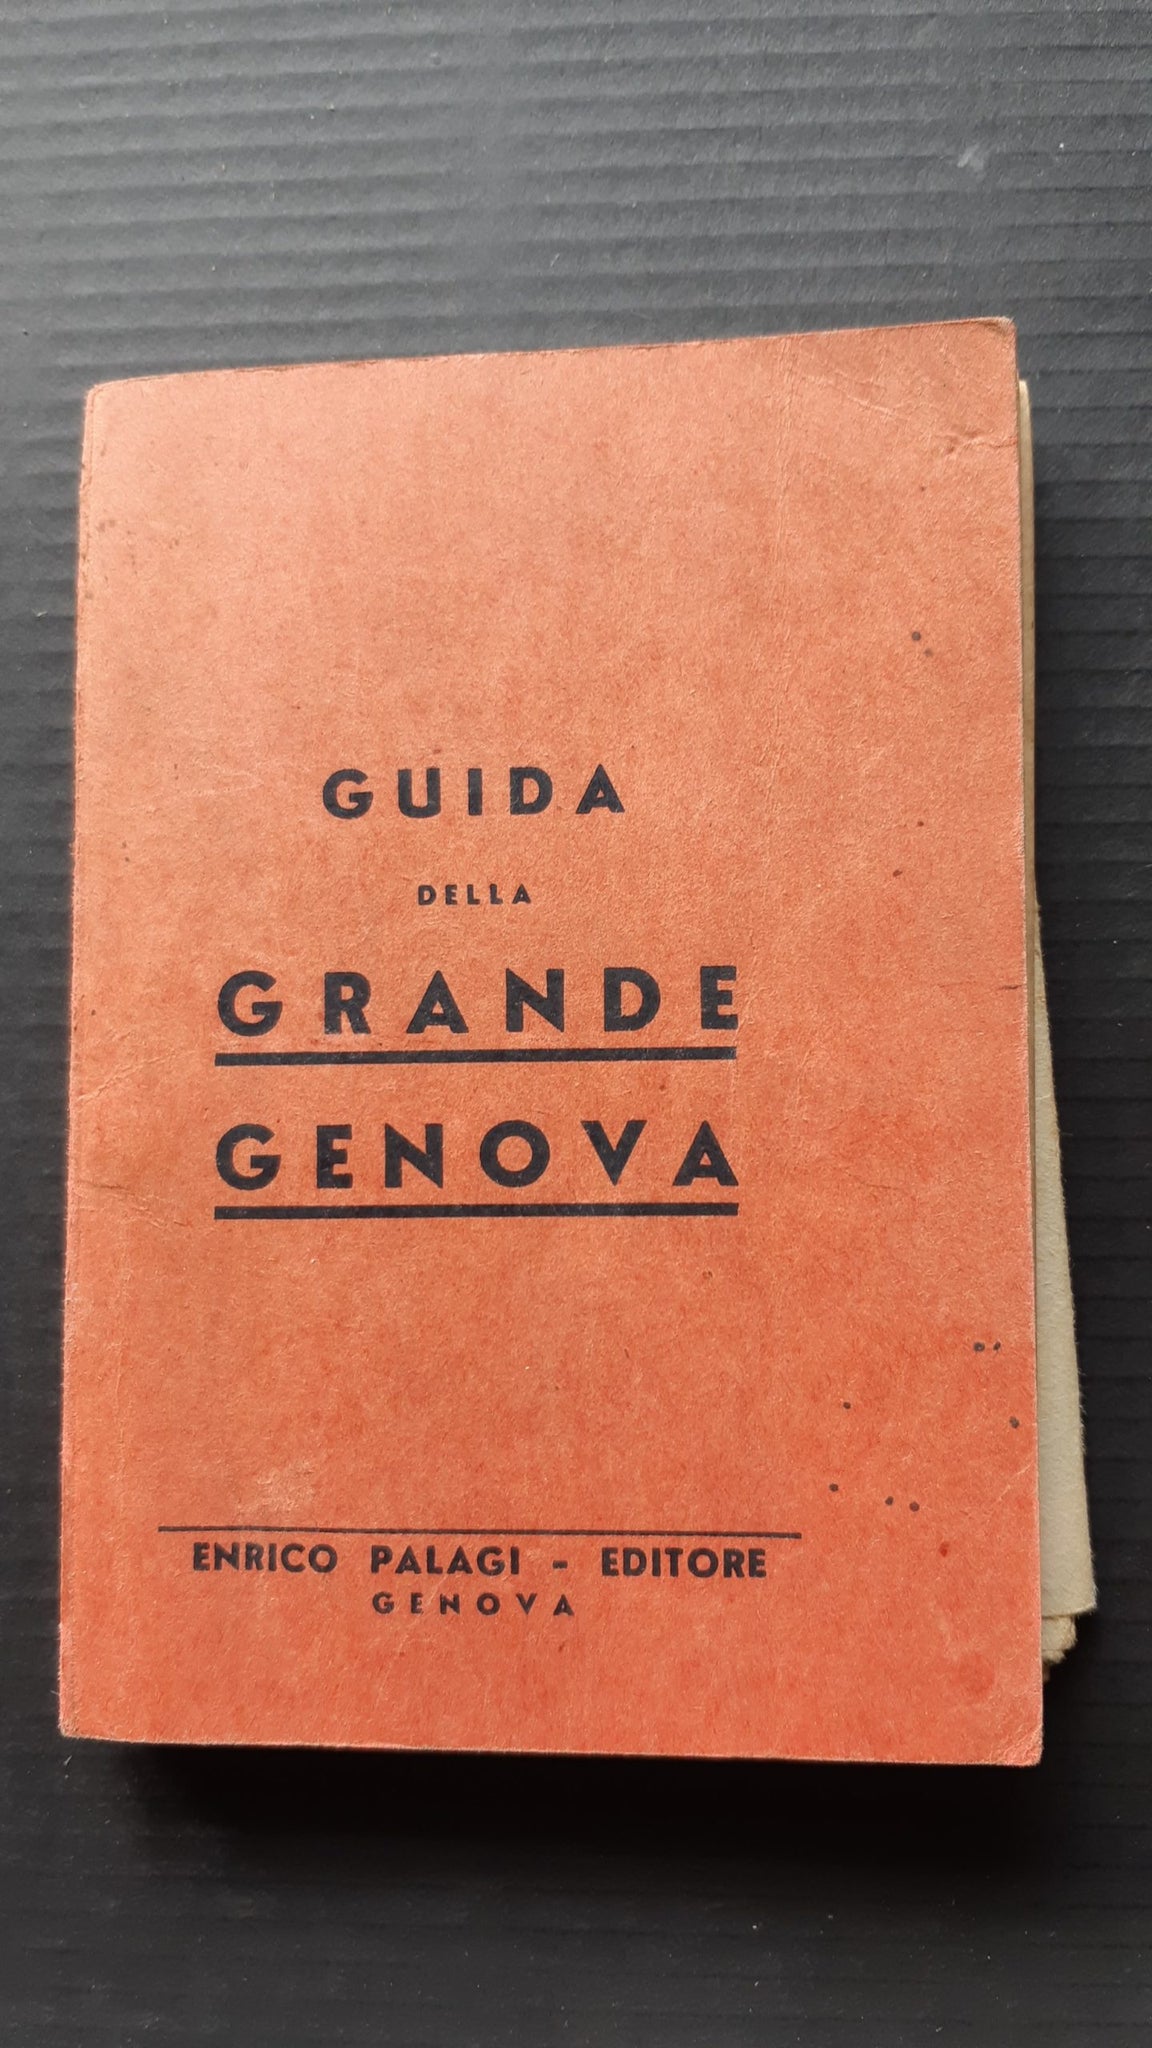 GUIDA
DELLA
GRANDE
GENOVA
ENRICO PALAGI - EDITORE
GENOVA